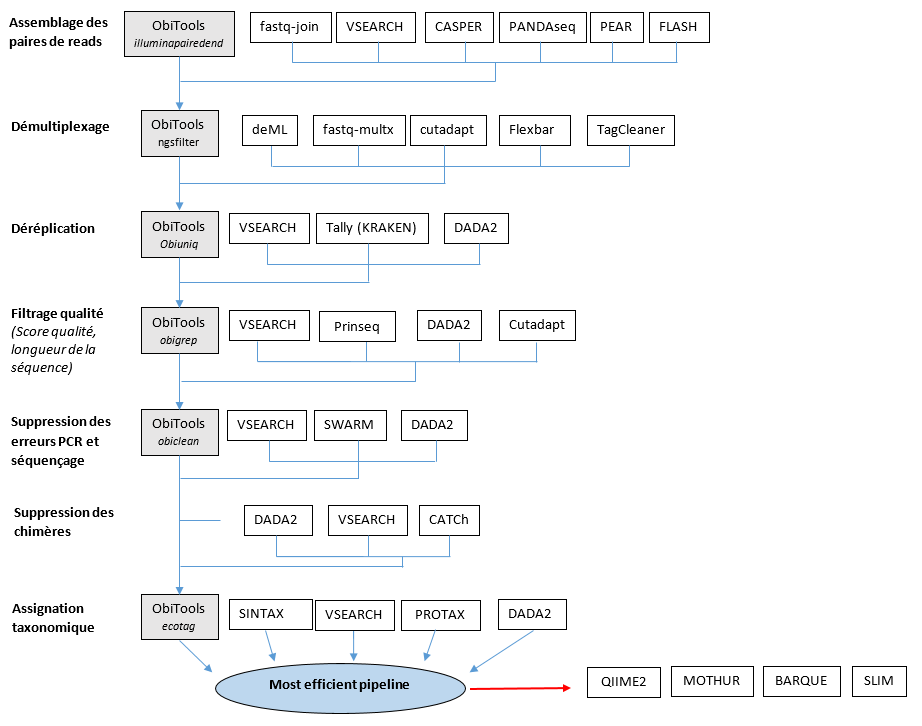 Assemblage des
paires de reads
ObiTools
illuminapairedend
fastq-join
VSEARCH
CASPER
PANDAseq
PEAR
FLASH
Démultiplexage
ObiTools
ngsfilter
deML
fastq-multx
cutadapt
Flexbar
TagCleaner
Déréplication
ObiTools
Obiuniq
VSEARCH
Tally (KRAKEN)
DADA2
Filtrage qualité
(Score qualité,
longueur de la
séquence)
ObiTools
obigrep
VSEARCH
Prinseq
DADA2
Cutadapt
Suppression des
erreurs PCR et
séquençage
ObiTools
obiclean
VSEARCH
SWARM
DADA2
Suppression des
chimères
DADA2
VSEARCH
CATCh
Assignation
taxonomique
ObiTools
ecotag
SINTAX
VSEARCH
PROTAX
DADA2
Most efficient pipeline
QIIME2
MOTHUR
BARQUE
SLIM